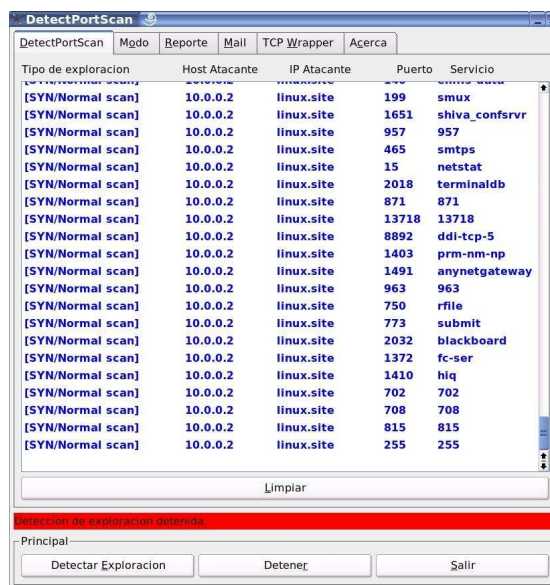 DetectPortScan
DetectPortScan Modo Reporte Mail TCP Wrapper Acerca
Tipo de exploracion Host Atacante IP Atacante Puerto Servicio
[SYN/Normal scan] 10.0.0.2 linux.site 199 smux
[SYN/Normal scan] 10.0.0.2 linux.site 1651 shiva_confsrvr
[SYN/Normal scan] 10.0.0.2 linux.site 957 957
[SYN/Normal scan] 10.0.0.2 linux.site 465 smtps
[SYN/Normal scan] 10.0.0.2 linux.site 15 netstat
[SYN/Normal scan] 10.0.0.2 linux.site 2018 terminaldb
[SYN/Normal scan] 10.0.0.2 linux.site 871 871
[SYN/Normal scan] 10.0.0.2 linux.site 13718 13718
[SYN/Normal scan] 10.0.0.2 linux.site 8892 ddi-tcp-5
[SYN/Normal scan] 10.0.0.2 linux.site 1403 prm-nm-np
[SYN/Normal scan] 10.0.0.2 linux.site 1491 anynetgateway
[SYN/Normal scan] 10.0.0.2 linux.site 963 963
[SYN/Normal scan] 10.0.0.2 linux.site 750 rfile
[SYN/Normal scan] 10.0.0.2 linux.site 773 submit
[SYN/Normal scan] 10.0.0.2 linux.site 2032 blackboard
[SYN/Normal scan] 10.0.0.2 linux.site 1372 fc-ser
[SYN/Normal scan] 10.0.0.2 linux.site 1410 hiq
[SYN/Normal scan] 10.0.0.2 linux.site 702 702
[SYN/Normal scan] 10.0.0.2 linux.site 708 708
[SYN/Normal scan] 10.0.0.2 linux.site 815 815
[SYN/Normal scan] 10.0.0.2 linux.site 255 255
Limpiar
Deteccion de exploracion detenida.
Principal
Detectar Exploracion Detener Salir